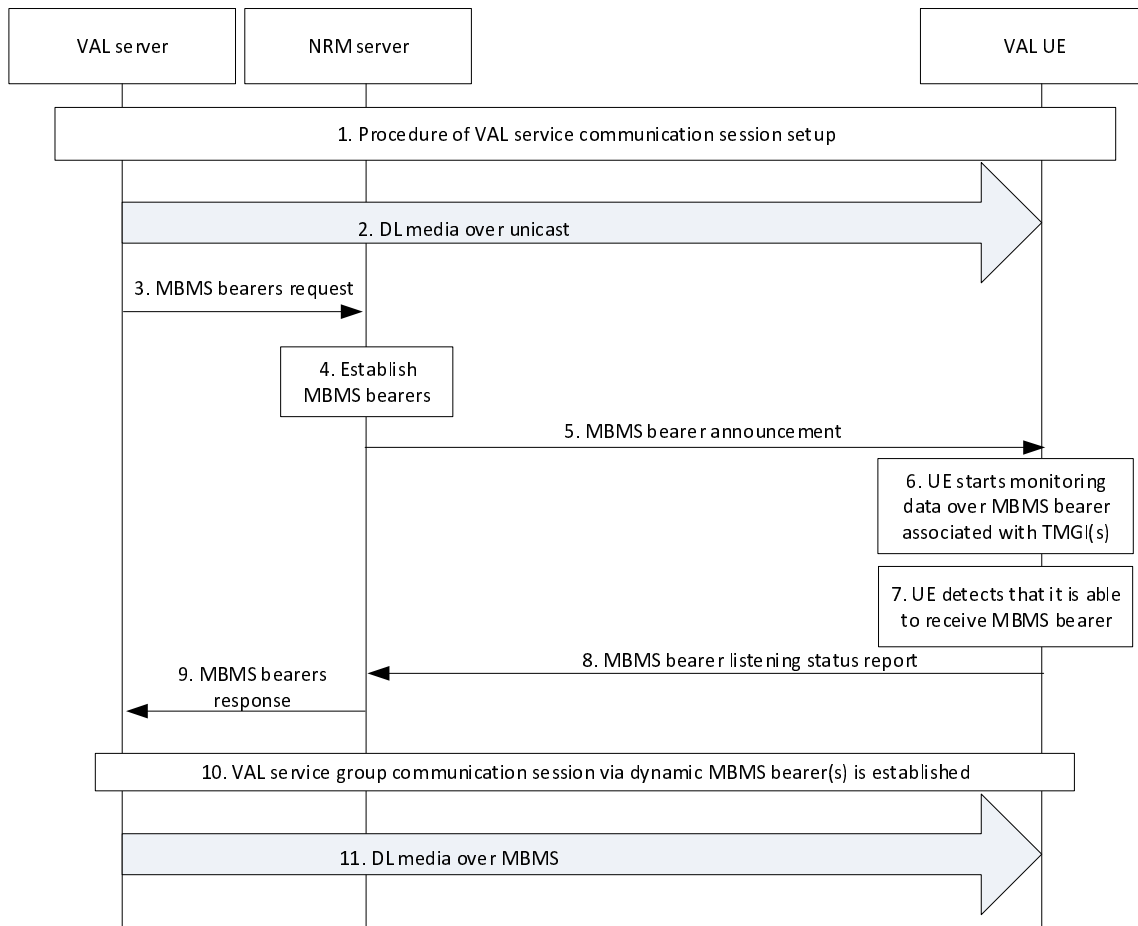 VAL server
NRM server
VAL UE
1. Procedure of VAL service communication session setup
2. DL media over unicast
3. MBMS bearers request
4. Establish
MBMS bearers
5. MBMS bearer announcement
6. UE starts monitoring
data over MBMS bearer
associated with TMGI(s)
7. UE detects that it is able
to receive MBMS bearer
8. MBMS bearer listening status report
9. MBMS bearers
response
10. VAL service group communication session via dynamic MBMS bearer(s) is established
11. DL media over MBMS